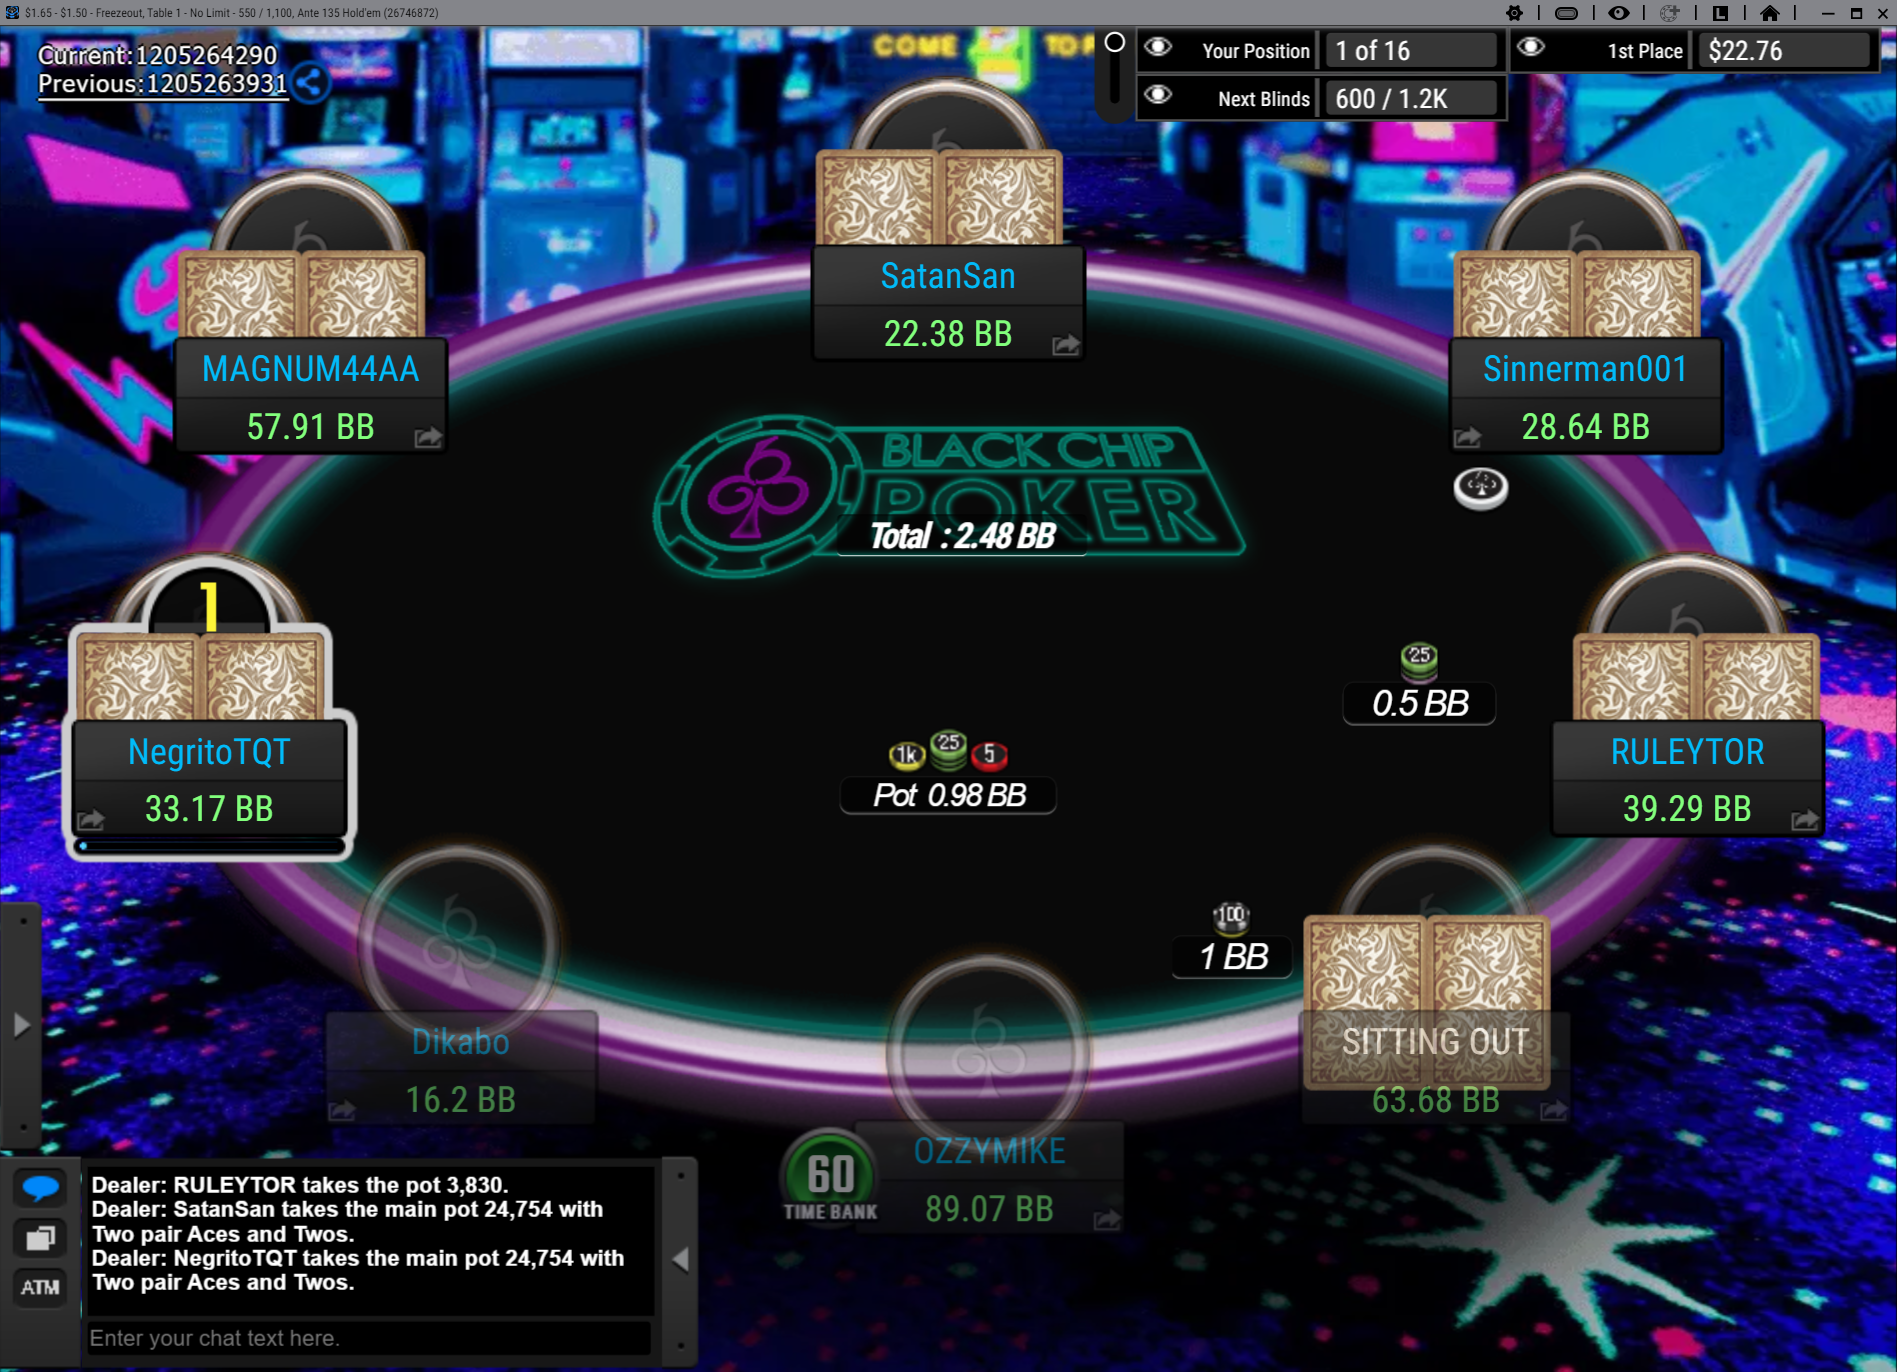 $1.65 - $1.50 - Freezeout, Table 1 - No Limit - 550 / 1,100, Ante 135 Hold'em (26746872)
L
Current:1205264290
Previous:1205263931
COME
Your Position
1 of 16
1st Place
$22.76
Next Blinds
600 / 1.2K
SatanSan
22.38 BB
MAGNUM44AA
57.91 BB
Sinnerman001
28.64 BB
BLACK CHIP
POKER
Total : 2.48 BB
1
NegritoTQT
33.17 BB
25
0.5 BB
RULEYTOR
39.29 BB
1k
25
5
Pot 0.98 BB
100
1 BB
SITTING OUT
63.68 BB
Dikabo
16.2 BB
60
TIME BANK
OZZYMIKE
89.07 BB
Dealer: RULEYTOR takes the pot 3,830.
Dealer: SatanSan takes the main pot 24,754 with
Two pair Aces and Twos.
Dealer: NegritoTQT takes the main pot 24,754 with
Two pair Aces and Twos.
ATM
Enter your chat text here.